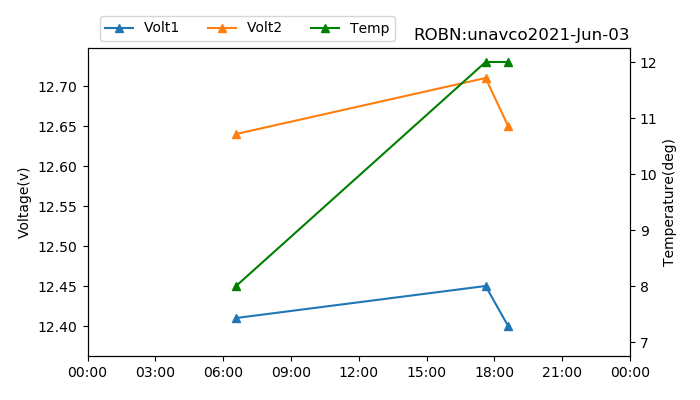 Volt1 Volt2 Temp
ROBN:unavco2021-Jun-03
Voltage(v)
12.70
12.65
12.60
12.55
12.50
12.45
12.40
12
11
10
9
8
7
Temperature(deg)
00:00 03:00 06:00 09:00 12:00 15:00 18:00 21:00 00:00